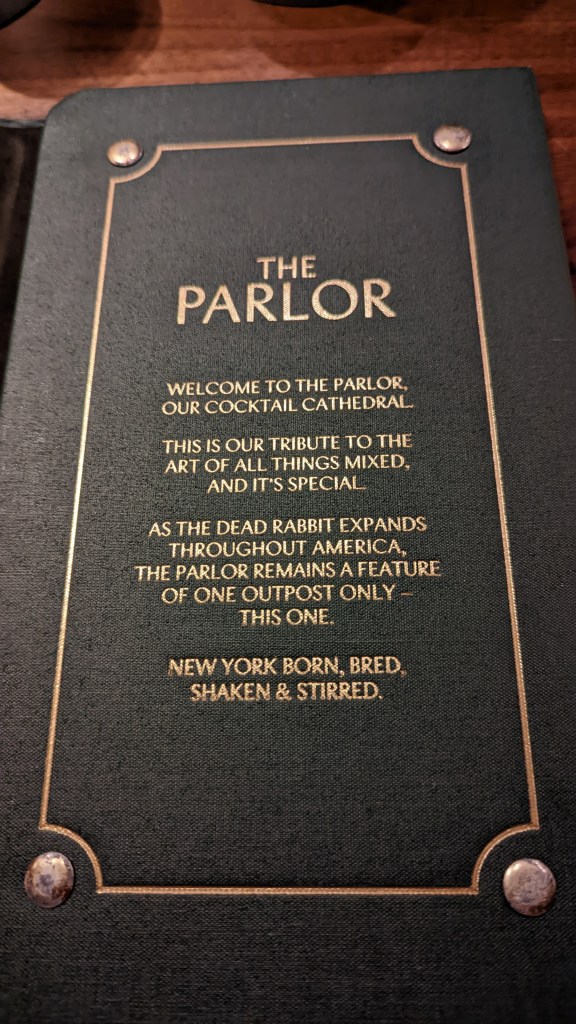 THE
PARLOR
WELCOME TO THE PARLOR,
OUR COCKTAIL CATHEDRAL.
THIS IS OUR TRIBUTE TO THE
ART OF ALL THINGS MIXED,
AND IT'S SPECIAL.
AS THE DEAD RABBIT EXPANDS
THROUGHOUT AMERICA,
THE PARLOR REMAINS A FEATURE
OF ONE OUTPOST ONLY –
THIS ONE.
NEW YORK BORN, BRED,
SHAKEN & STIRRED.